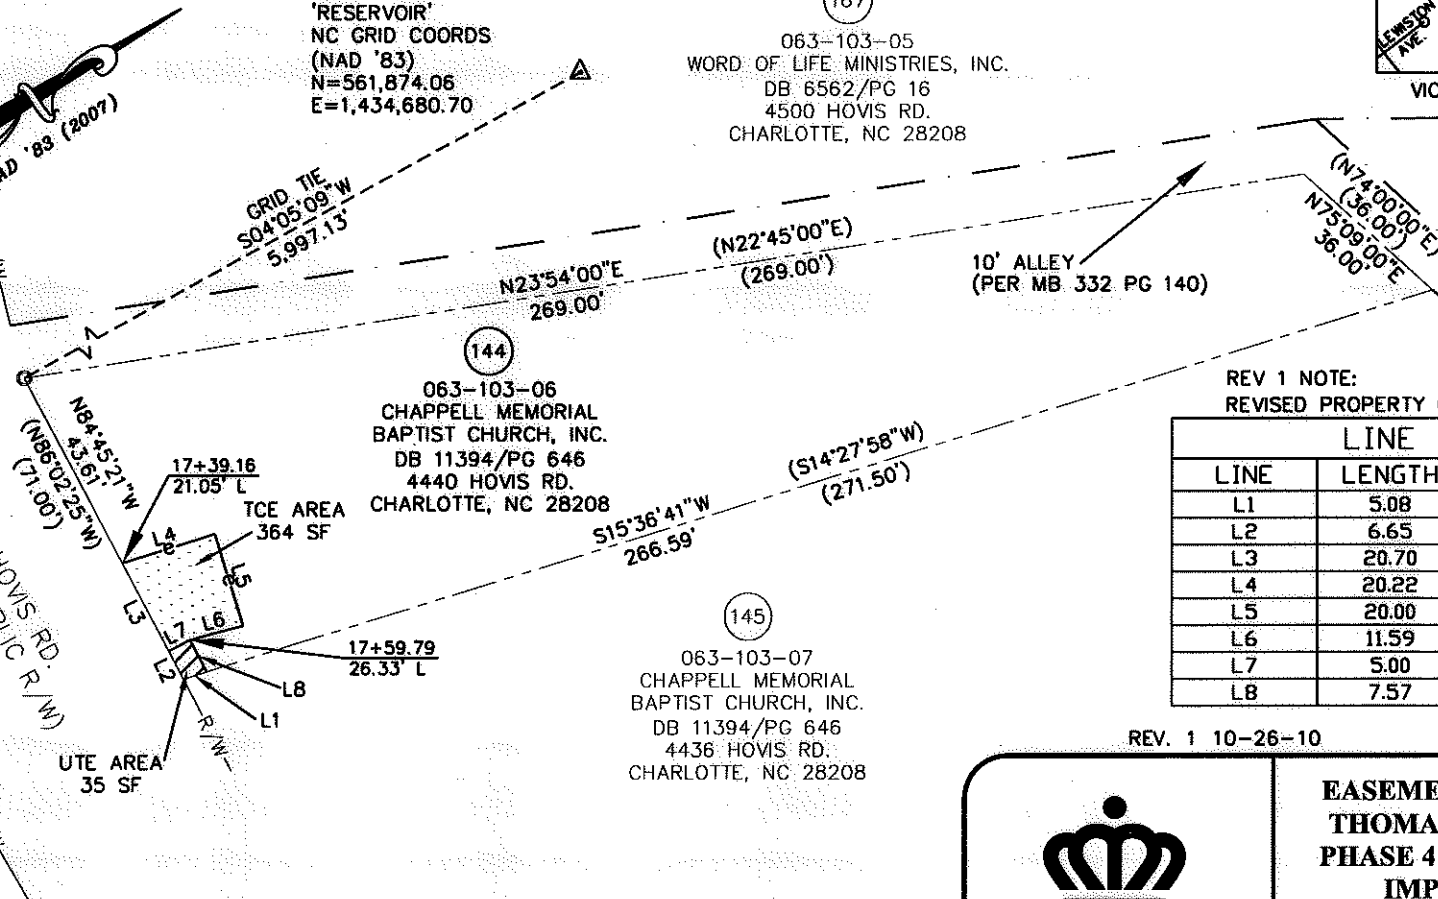 'RESERVOIR'
NC GRID COORDS
(NAD '83)
N=561,874.06
E=1,434,680.70
'83 (2007)
167
063-103-05
WORD OF LIFE MINISTRIES, INC.
DB 6562/PG 16
4500 HOVIS RD.
CHARLOTTE, NC 28208
LEWISTON
AVE.
GRID TIE
S04°05'09"W
5,997.13'
N23°54'00"E
269.00'
(N22°45'00"E)
(269.00')
10' ALLEY
(PER MB 332 PG 140)
(N74°00'00"E)
(36.00')
N75°09'00"E
36.00'
144
063-103-06
CHAPPELL MEMORIAL
BAPTIST CHURCH, INC.
DB 11394/PG 646
4440 HOVIS RD.
CHARLOTTE, NC 28208
N84°45'21"W
43.61'
(N86°02'25"W)
(71.00')
17+39.16
21.05' L
TCE AREA
364 SF
L4
L5
L3
L7 L6
L2
17+59.79
26.33' L
L8
L1
R/W
UTE AREA
35 SF
HOVIS RD.
R/W)
(S14°27'58"W)
(271.50')
S15°36'41"W
266.59'
145
063-103-07
CHAPPELL MEMORIAL
BAPTIST CHURCH, INC.
DB 11394/PG 646
4436 HOVIS RD.
CHARLOTTE, NC 28208
REV 1 NOTE:
REVISED PROPERTY
LINE
LINE LENGTH
L1 5.08
L2 6.65
L3 20.70
L4 20.22
L5 20.00
L6 11.59
L7 5.00
L8 7.57
REV. 1 10-26-10
EASEME
THOMA
PHASE 4
IMP